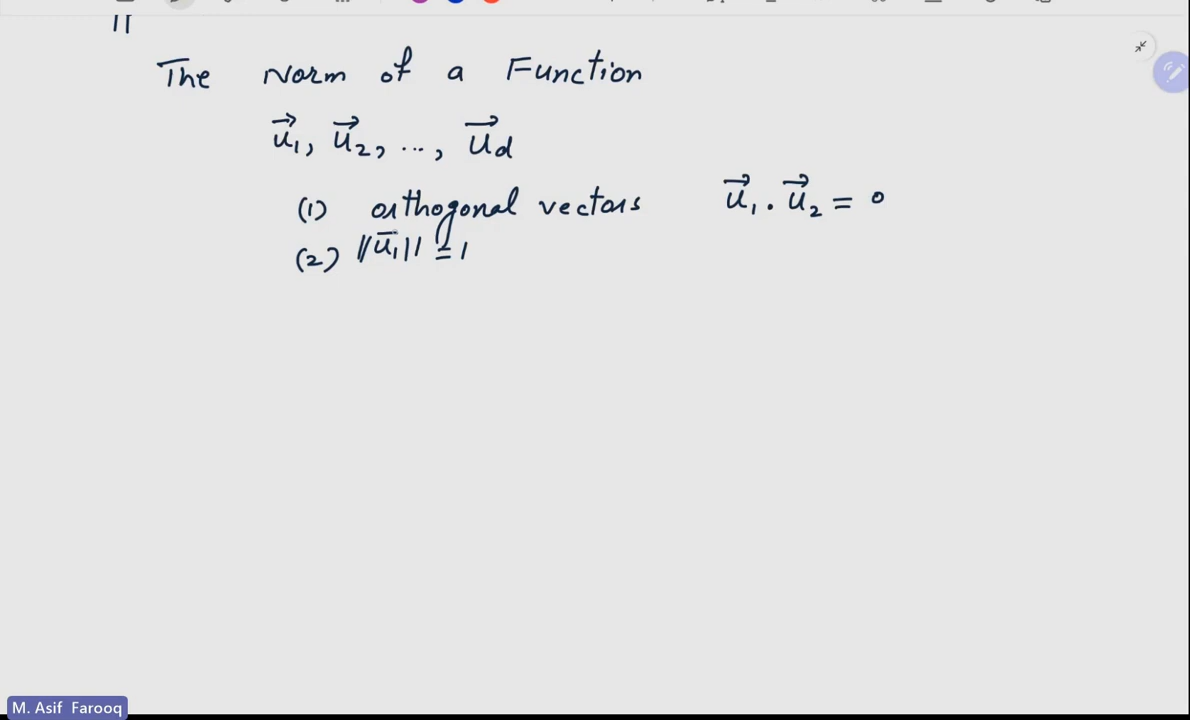 The Norm of a Function
u⃗₁, u⃗₂, ..., u⃗d
(1) orthogonal vectors u⃗₁ . u⃗₂ = 0
(2) ||u̅₁|| = 1
M. Asif Farooq